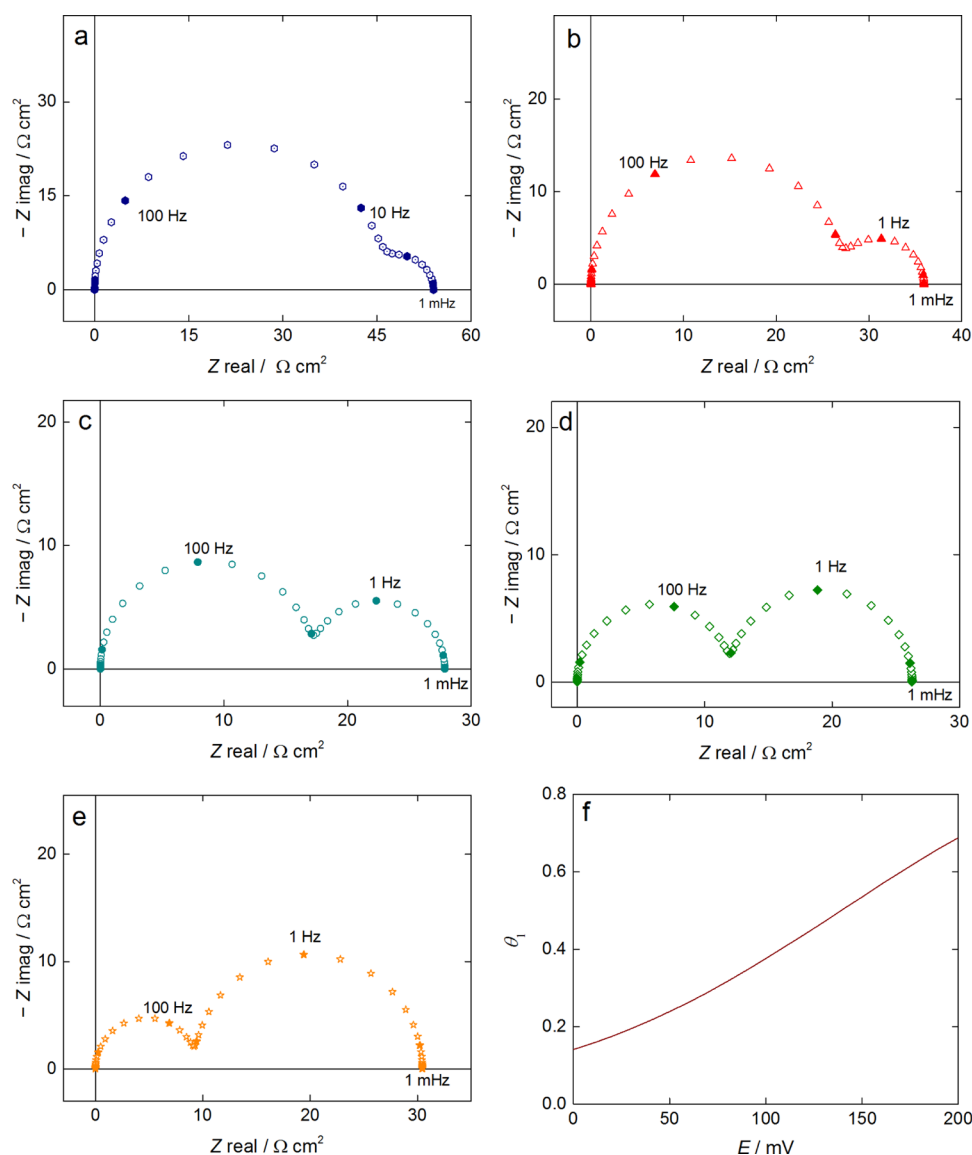 a
− Z imag / Ω cm²
30
15
0
100 Hz
10 Hz
1 mHz
0 15 30 45 60
Z real / Ω cm²
b
− Z imag / Ω cm²
20
10
0
100 Hz
1 Hz
1 mHz
0 10 20 30 40
Z real / Ω cm²
c
− Z imag / Ω cm²
20
10
0
100 Hz
1 Hz
1 mHz
0 10 20 30
Z real / Ω cm²
d
− Z imag / Ω cm²
20
10
0
100 Hz
1 Hz
1 mHz
0 10 20 30
Z real / Ω cm²
e
− Z imag / Ω cm²
20
10
0
100 Hz
1 Hz
1 mHz
0 10 20 30
Z real / Ω cm²
f
θ₁
0.8
0.6
0.4
0.2
0.0
0 50 100 150 200
E / mV